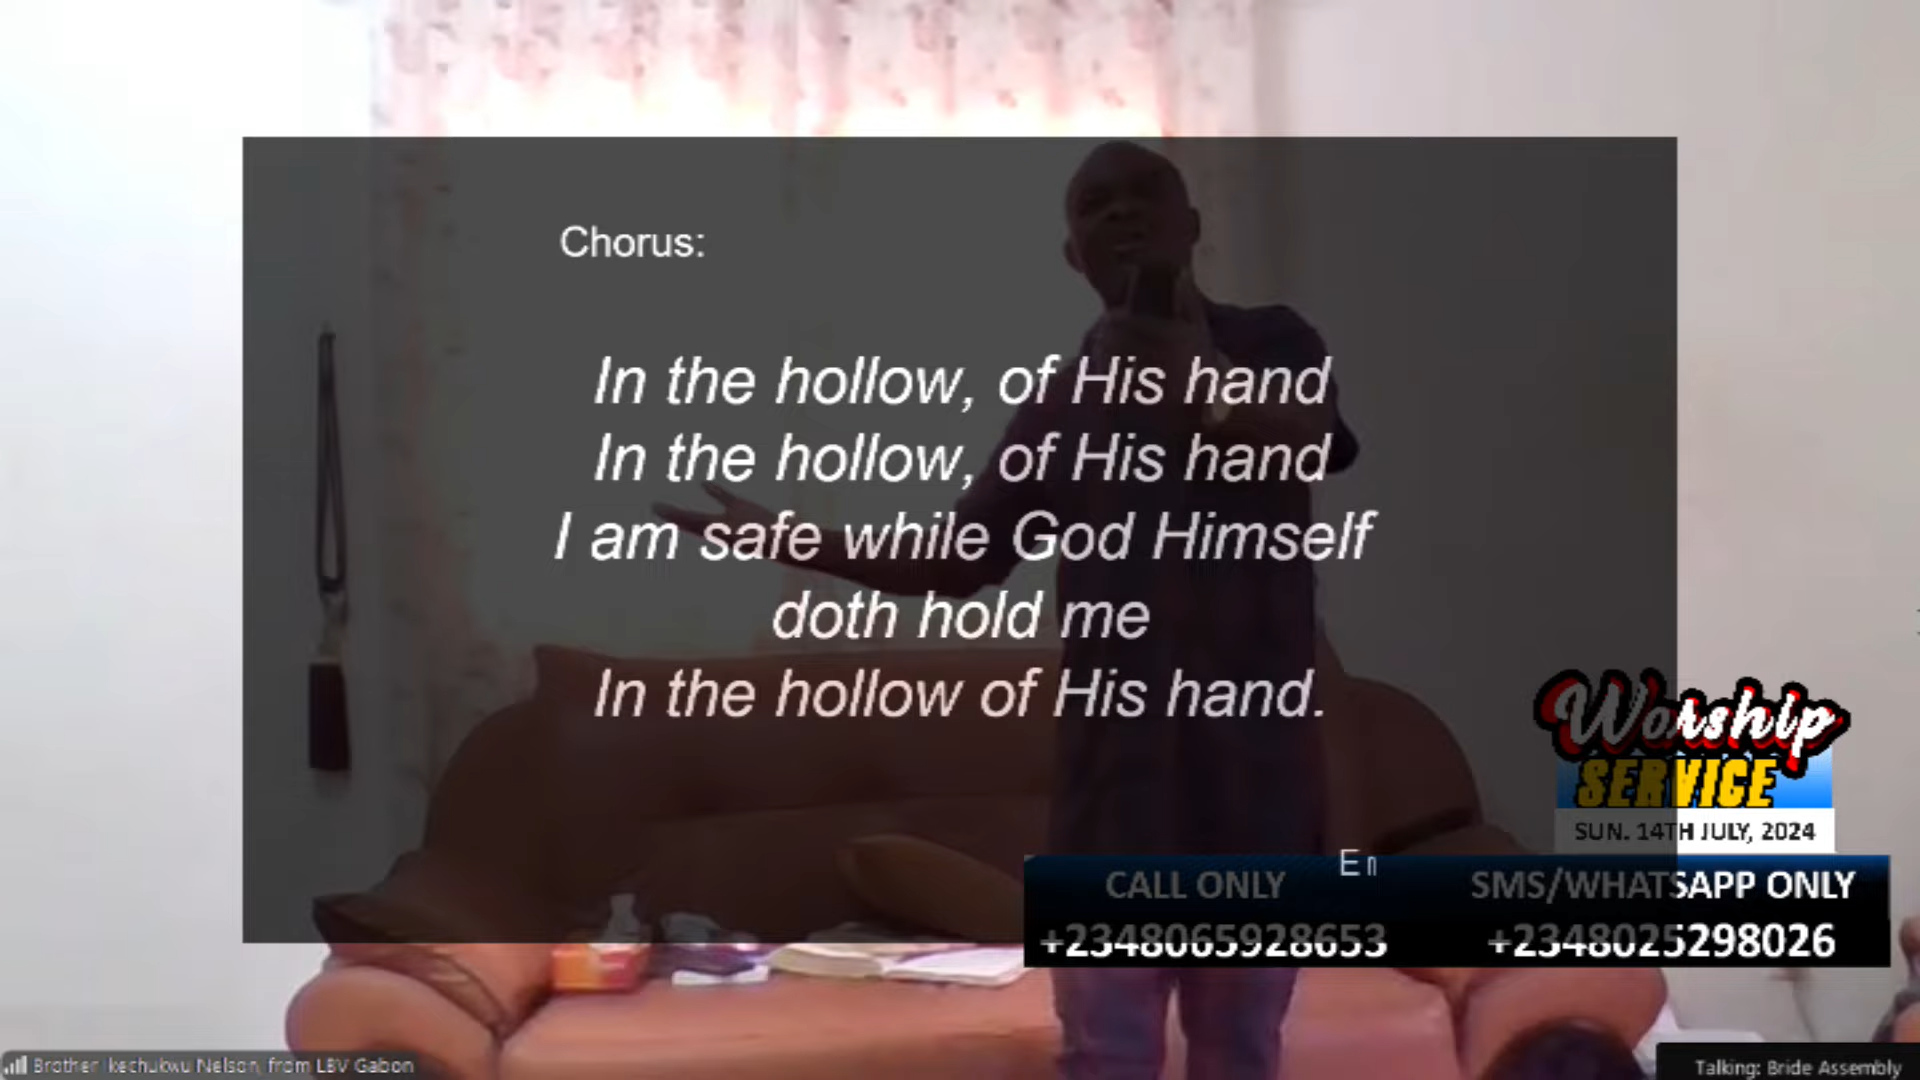 Chorus:
In the hollow, of His hand
In the hollow, of His hand
I am safe while God Himself
doth hold me
In the hollow of His hand.
Worship
SERVICE
SUN. 14TH JULY, 2024
En
CALL ONLY
SMS/WHATSAPP ONLY
+2348065928653
+2348025298026
Brother Ikechukwu Nelson, from LBV Gabon
Talking: Bride Assembly